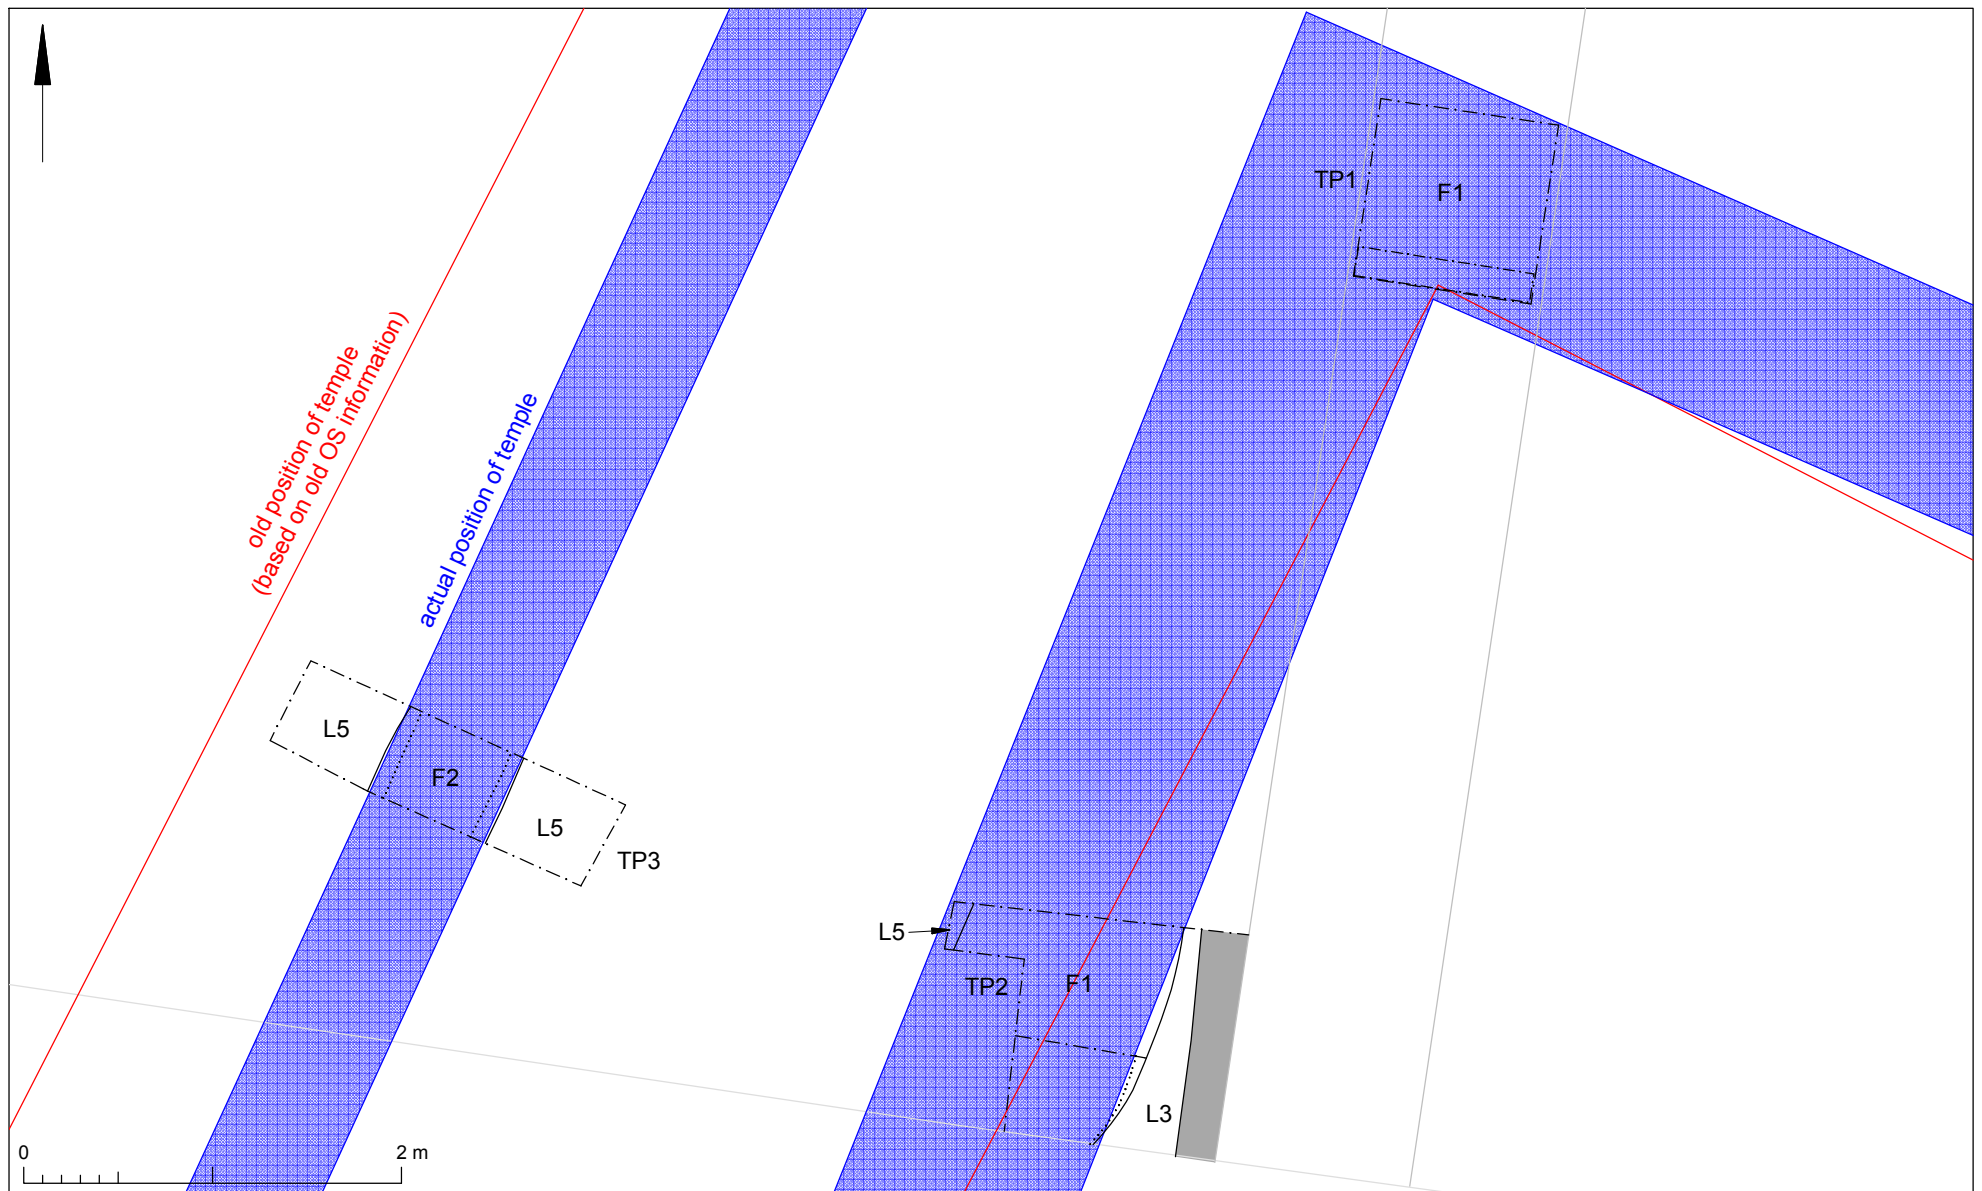 TP1
F1
old position of temple
(based on old OS information)
actual position of temple
L5
F2
L5
TP3
L5
TP2
F1
L3
0
2 m